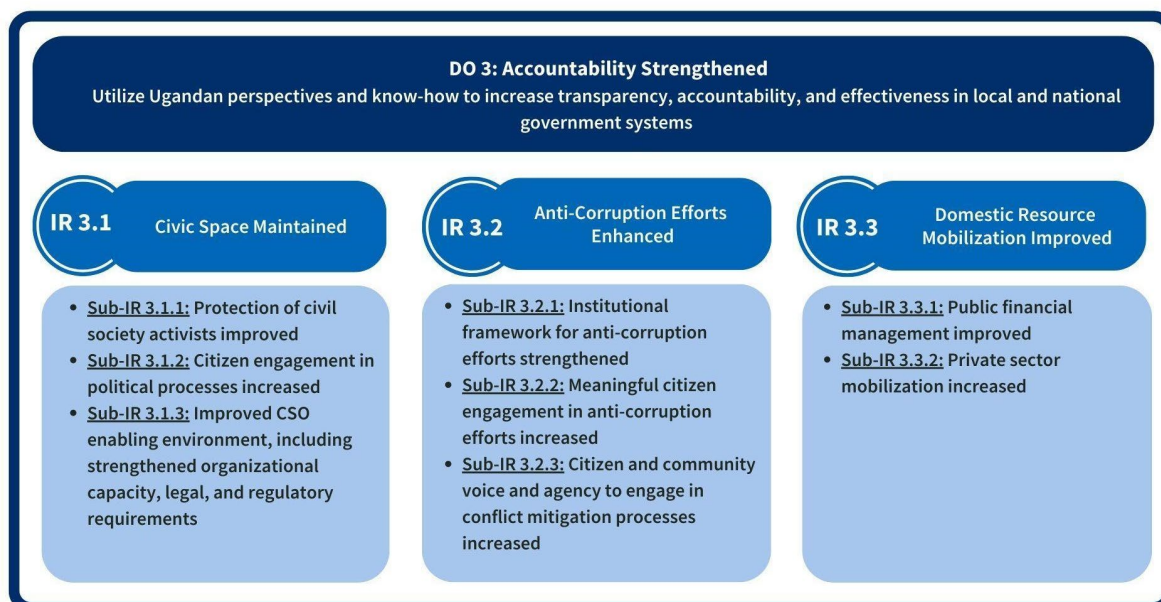 DO 3: Accountability Strengthened
Utilize Ugandan perspectives and know-how to increase transparency, accountability, and effectiveness in local and national
government systems
IR 3.1
Civic Space Maintained
• Sub-IR 3.1.1: Protection of civil
society activists improved
• Sub-IR 3.1.2: Citizen engagement in
political processes increased
• Sub-IR 3.1.3: Improved CSO
enabling environment, including
strengthened organizational
capacity, legal, and regulatory
requirements
IR 3.2
Anti-Corruption Efforts
Enhanced
• Sub-IR 3.2.1: Institutional
framework for anti-corruption
efforts strengthened
• Sub-IR 3.2.2: Meaningful citizen
engagement in anti-corruption
efforts increased
• Sub-IR 3.2.3: Citizen and community
voice and agency to engage in
conflict mitigation processes
increased
IR 3.3
Domestic Resource
Mobilization Improved
• Sub-IR 3.3.1: Public financial
management improved
• Sub-IR 3.3.2: Private sector
mobilization increased